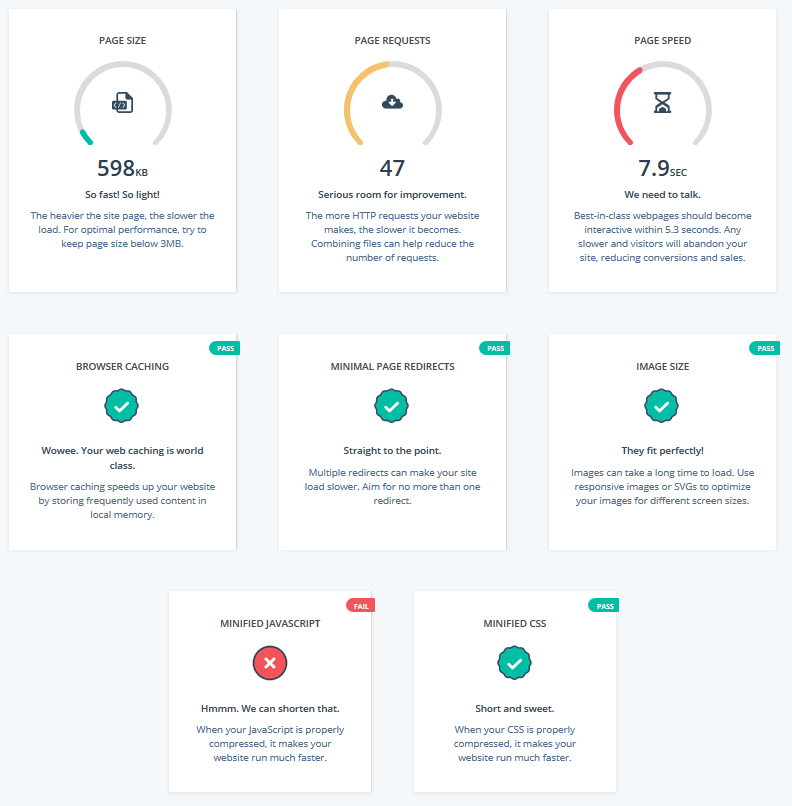 PAGE SIZE
598KB
So fast! So light!
The heavier the site page, the slower the
load. For optimal performance, try to
keep page size below 3MB.
PAGE REQUESTS
47
Serious room for improvement.
The more HTTP requests your website
makes, the slower it becomes.
Combining files can help reduce the
number of requests.
PAGE SPEED
7.9SEC
We need to talk.
Best-in-class webpages should become
interactive within 5.3 seconds. Any
slower and visitors will abandon your
site, reducing conversions and sales.
PASS
BROWSER CACHING
Wowee. Your web caching is world
class.
Browser caching speeds up your website
by storing frequently used content in
local memory.
PASS
MINIMAL PAGE REDIRECTS
Straight to the point.
Multiple redirects can make your site
load slower. Aim for no more than one
redirect.
PASS
IMAGE SIZE
They fit perfectly!
Images can take a long time to load. Use
responsive images or SVGs to optimize
your images for different screen sizes.
FAIL
MINIFIED JAVASCRIPT
Hmmm. We can shorten that.
When your JavaScript is properly
compressed, it makes your
website run much faster.
PASS
MINIFIED CSS
Short and sweet.
When your CSS is properly
compressed, it makes your
website run much faster.